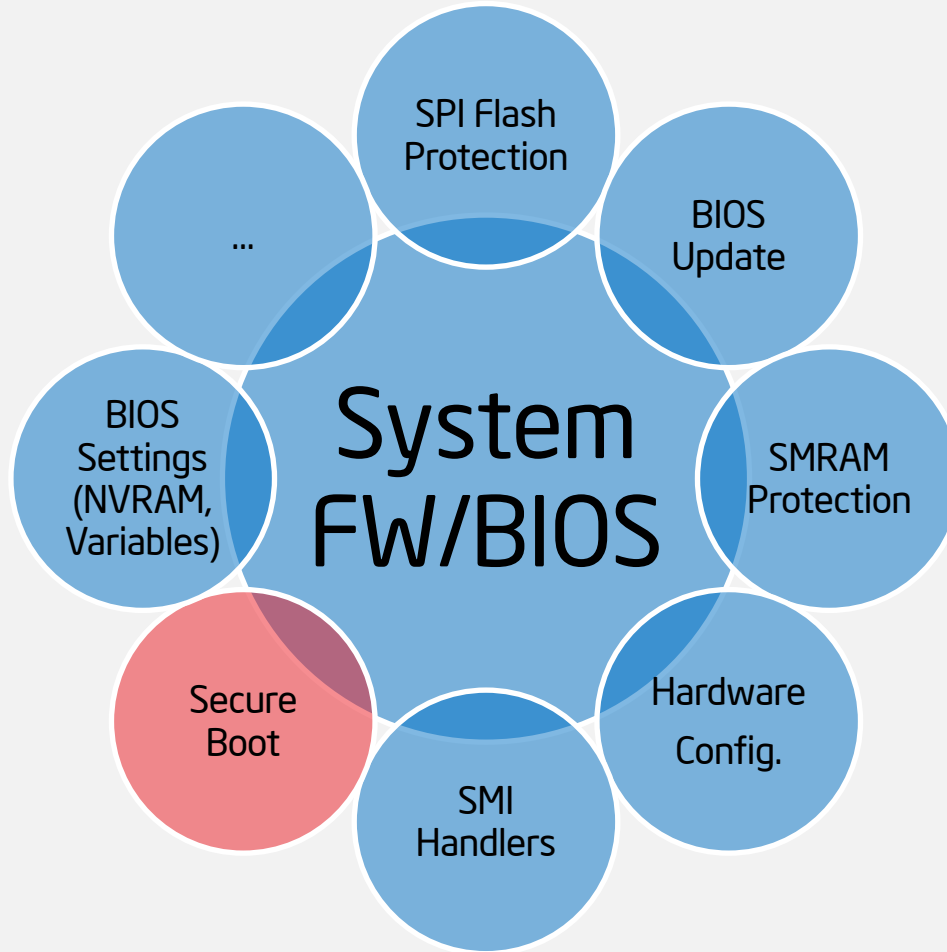 SPI Flash
Protection
BIOS
Update
SMRAM
Protection
Hardware
Config.
SMI
Handlers
Secure
Boot
BIOS
Settings
(NVRAM,
Variables)
...
System
FW/BIOS